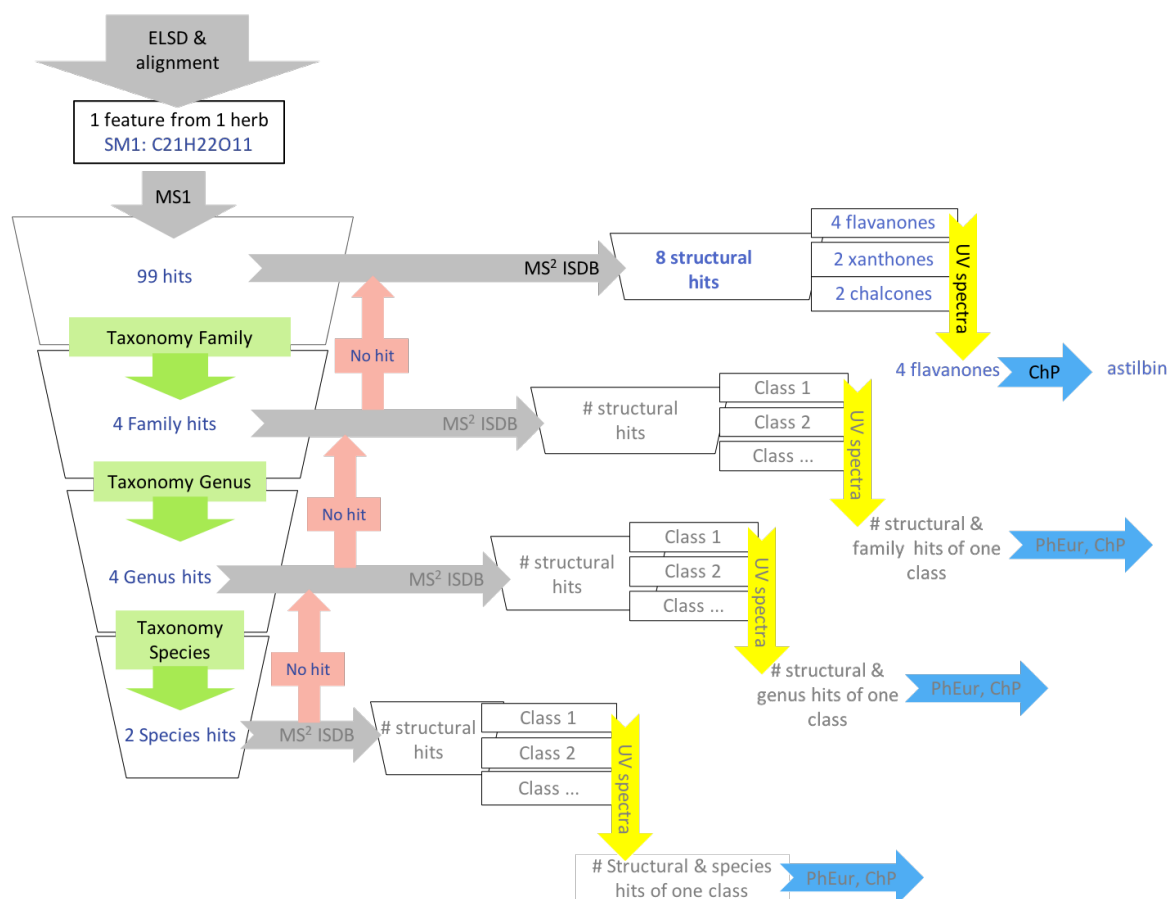 ELSD &
alignment
1 feature from 1 herb
SM1: C21H22O11
MS1
99 hits
MS² ISDB
8 structural
hits
4 flavanones
2 xanthones
2 chalcones
UV spectra
4 flavanones
ChP
astilbin
Taxonomy Family
No hit
4 Family hits
MS² ISDB
# structural
hits
Class 1
Class 2
Class ...
UV spectra
# structural &
family hits of one
class
PhEur, ChP
Taxonomy Genus
No hit
4 Genus hits
MS² ISDB
# structural
hits
Class 1
Class 2
Class ...
UV spectra
# structural &
genus hits of one
class
PhEur, ChP
Taxonomy
Species
No hit
2 Species hits
MS² ISDB
# structural
hits
Class 1
Class 2
Class ...
UV spectra
# Structural & species
hits of one class
PhEur, ChP